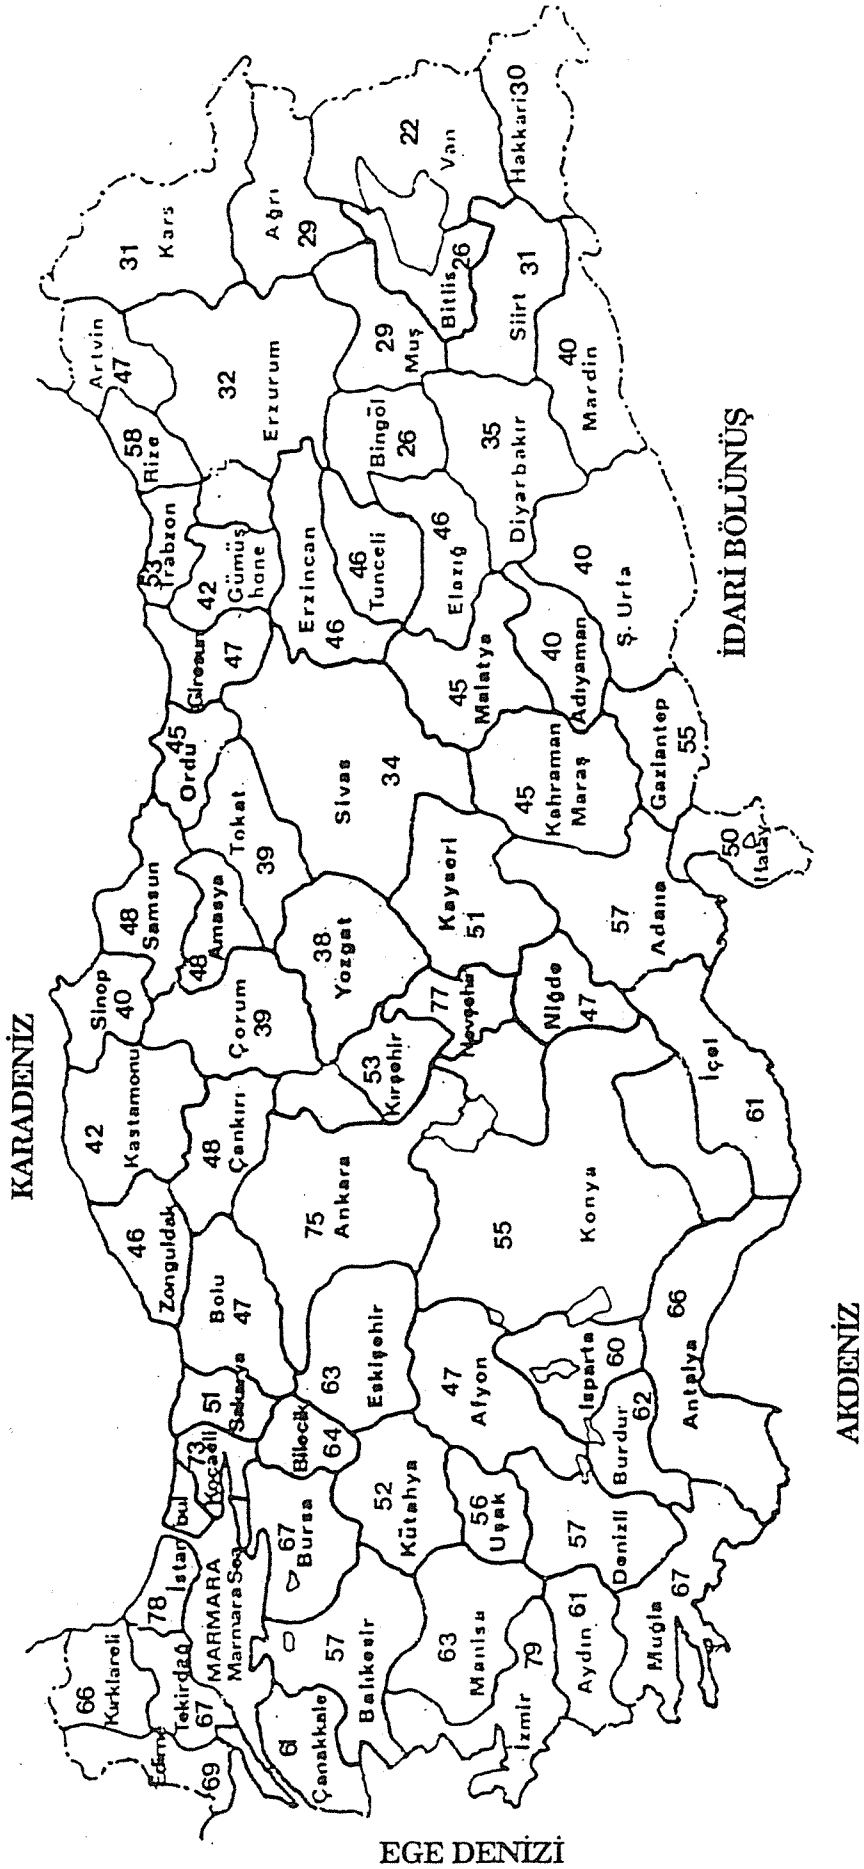 KARADENİZ
66
Kırklareli
Edirne
69
Tekirdağ
67
78
İstan
bul
73
Kocaeli
MARMARA
Marmara Sea
51
Sakarya
Bolu
47
46
Zonguldak
42
Kastamonu
Sinop
40
48
Samsun
48
Amasya
48
Çankırı
Çorum
39
Tokat
39
45
Ordu
Giresun
47
53
Trabzon
42
Gümüş
hane
58
Rize
Artvin
47
31
Kars
61
Çanakkale
57
Balıkesir
67
Bursa
Bilecik
64
63
Eskişehir
52
Kütahya
75
Ankara
53
Kırşehir
38
Yozgat
Sivas
34
Erzincan
46
32
Erzurum
Ağrı
29
63
Manisa
79
İzmir
56
Uşak
47
Afyon
55
Konya
77
Nevşehir
Kayseri
51
Niğde
47
45
Malatya
46
Tunceli
46
Elazığ
Bingöl
26
29
Muş
Bitlis
26
22
Van
61
Aydın
57
Denizli
Muğla
67
Burdur
62
Isparta
60
66
Antalya
İçel
61
57
Adana
50
Hatay
45
Kahraman
Maraş
Gaziantep
55
40
Adıyaman
40
Ş. Urfa
35
Diyarbakır
40
Mardin
Siirt
31
Hakkari 30
EGE DENİZİ
AKDENİZ
İDARİ BÖLÜNÜŞ